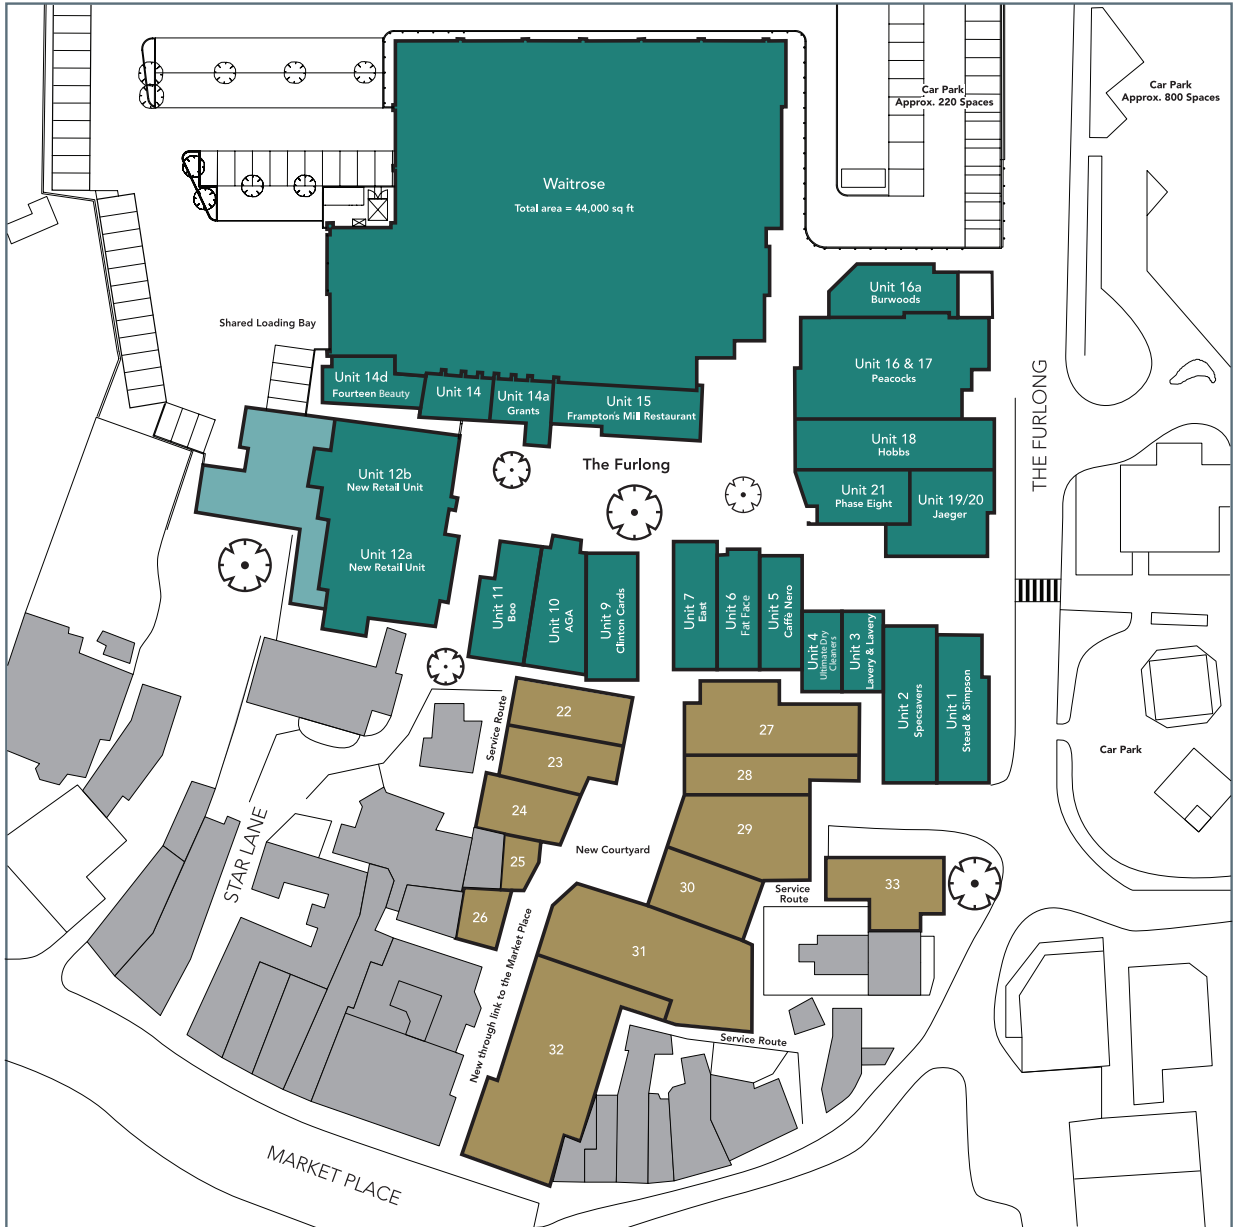 Car Park
Approx. 220 Spaces
Car Park
Approx. 800 Spaces
Waitrose
Total area = 44,000 sq ft
Unit 16a
Burwoods
Shared Loading Bay
Unit 16 & 17
Peacocks
Unit 14d
Fourteen Beauty
Unit 14
Unit 14a
Grants
Unit 15
Frampton's Mill Restaurant
THE FURLONG
Unit 18
Hobbs
The Furlong
Unit 12b
New Retail Unit
Unit 21
Phase Eight
Unit 19/20
Jaeger
Unit 12a
New Retail Unit
Unit 11
Boo
Unit 10
AGA
Unit 9
Clinton Cards
Unit 7
East
Unit 6
Fat Face
Unit 5
Caffè Nero
Unit 4
Ultimate Dry
Cleaners
Unit 3
Lavery & Lavery
Unit 2
Specsavers
Unit 1
Stead & Simpson
22
Service Route
23
27
28
Car Park
24
29
New Courtyard
25
STAR LANE
30
Service
Route
33
26
31
New through link to the Market Place
32
Service Route
MARKET PLACE